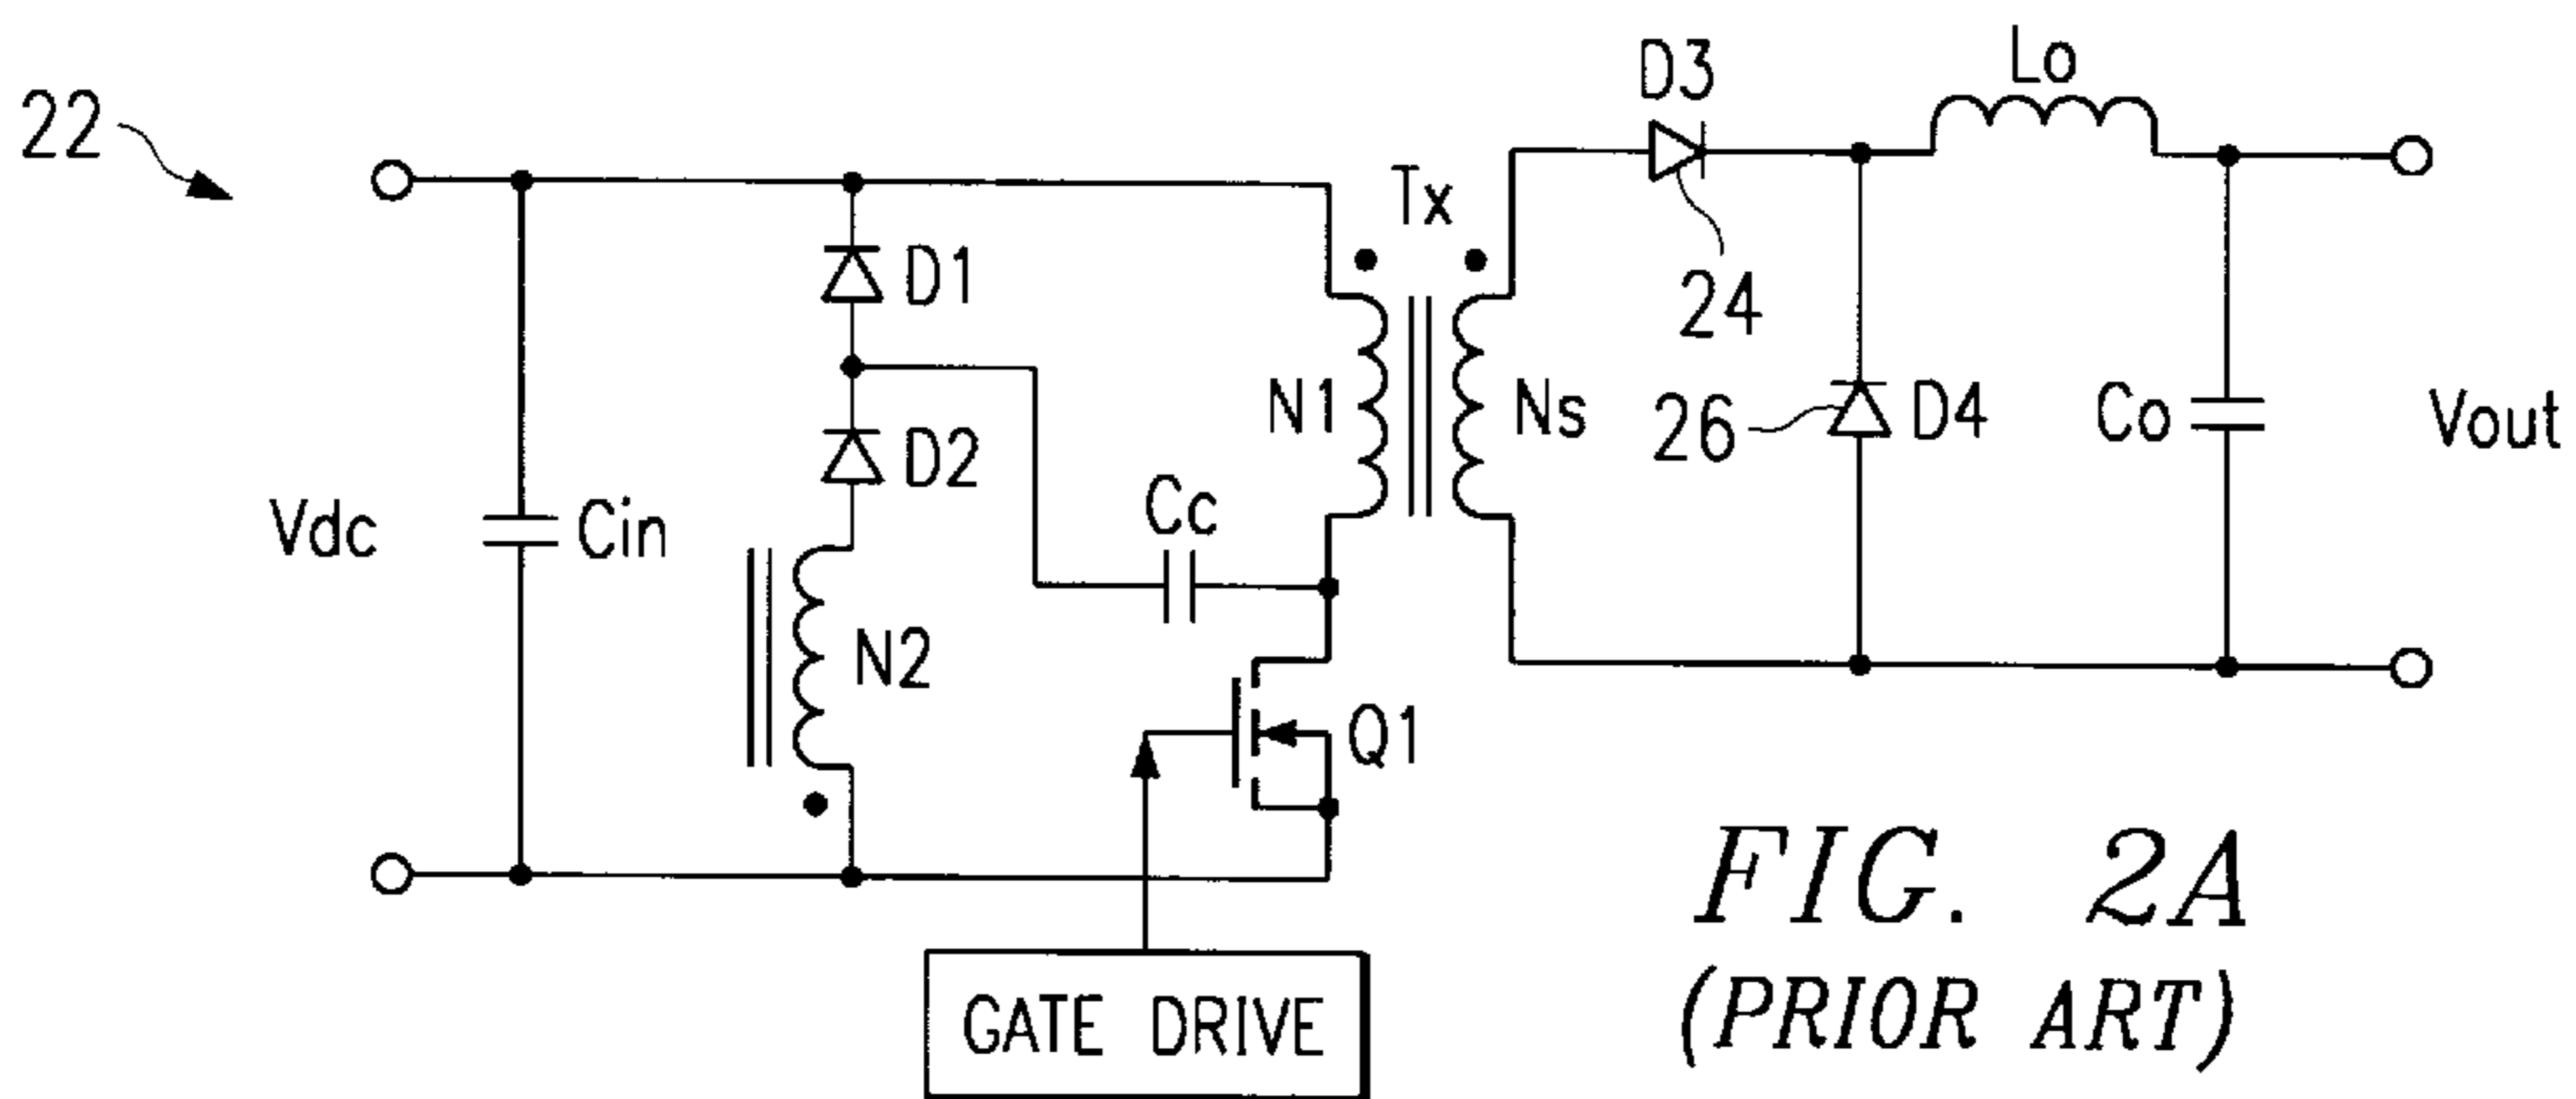 22
D3
Lo
Tx
24
D1
D2
N1
Ns
26
D4
Co
Vout
Vdc
Cin
Cc
N2
Q1
GATE DRIVE
FIG. 2A
(PRIOR ART)